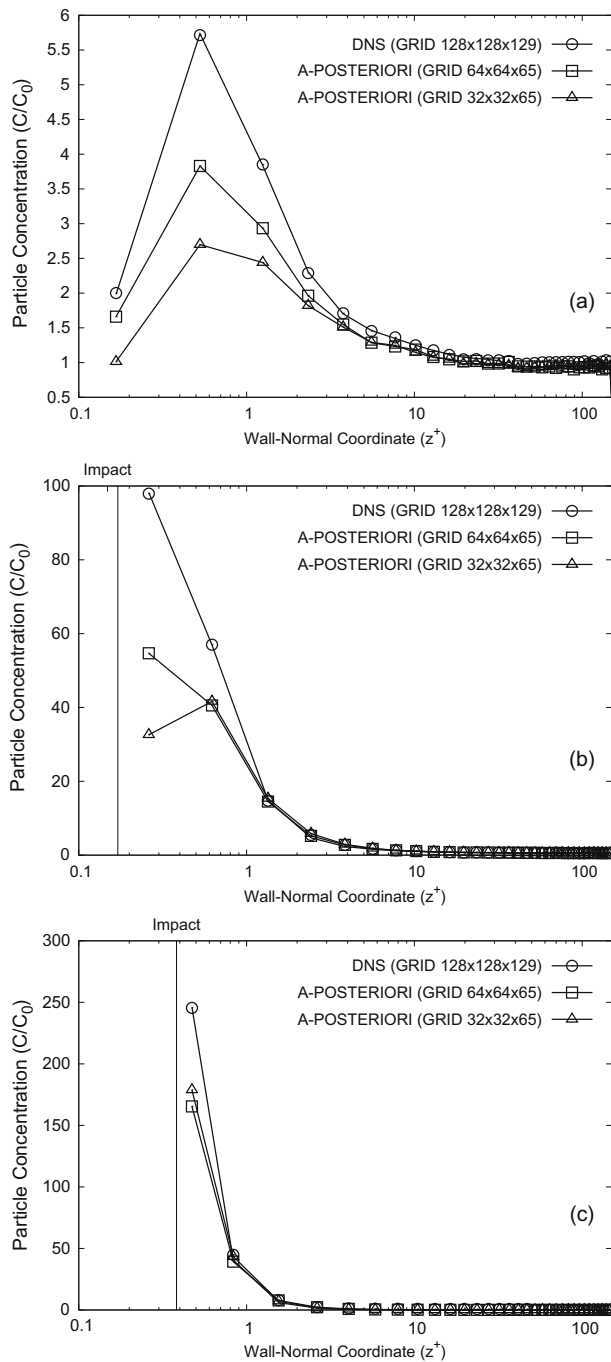 6
5.5
5
4.5
4
3.5
3
2.5
2
1.5
1
0.5
Particle Concentration (C/C0)
DNS (GRID 128x128x129)
A-POSTERIORI (GRID 64x64x65)
A-POSTERIORI (GRID 32x32x65)
(a)
0.1 1 10 100
Wall-Normal Coordinate (z+)
Impact
100
80
60
40
20
0
Particle Concentration (C/C0)
DNS (GRID 128x128x129)
A-POSTERIORI (GRID 64x64x65)
A-POSTERIORI (GRID 32x32x65)
(b)
0.1 1 10 100
Wall-Normal Coordinate (z+)
Impact
300
250
200
150
100
50
0
Particle Concentration (C/C0)
DNS (GRID 128x128x129)
A-POSTERIORI (GRID 64x64x65)
A-POSTERIORI (GRID 32x32x65)
(c)
0.1 1 10 100
Wall-Normal Coordinate (z+)